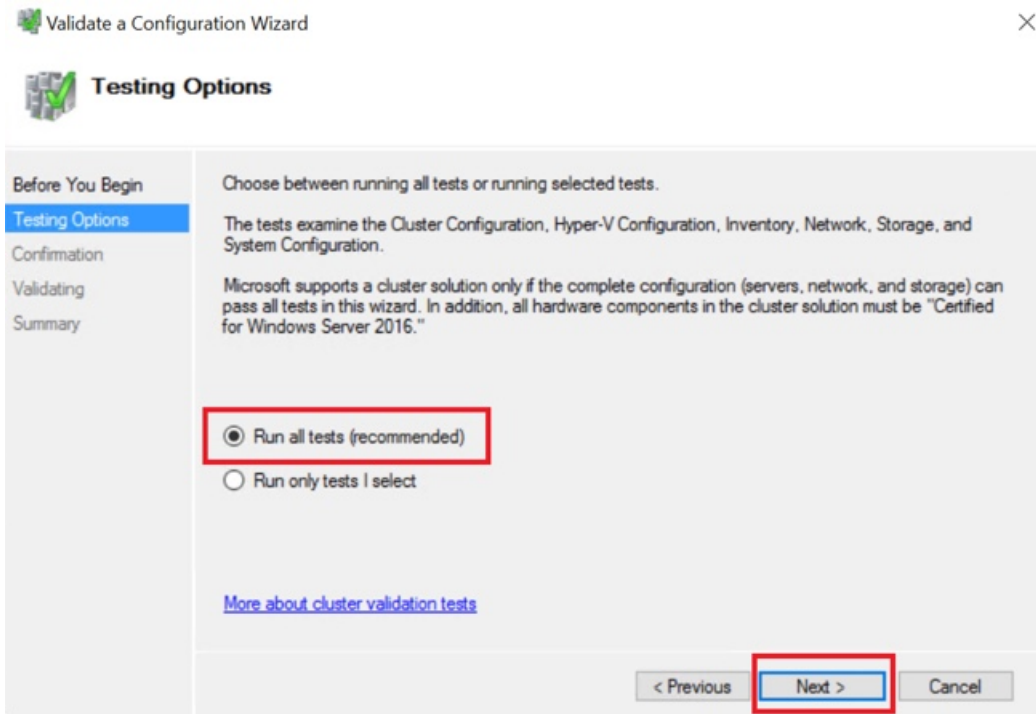 Validate a Configuration Wizard
Testing Options
Before You Begin
Testing Options
Confirmation
Validating
Summary
Choose between running all tests or running selected tests.
The tests examine the Cluster Configuration, Hyper-V Configuration, Inventory, Network, Storage, and
System Configuration.
Microsoft supports a cluster solution only if the complete configuration (servers, network, and storage) can
pass all tests in this wizard. In addition, all hardware components in the cluster solution must be "Certified
for Windows Server 2016."
Run all tests (recommended)
Run only tests I select
More about cluster validation tests
< Previous
Next >
Cancel